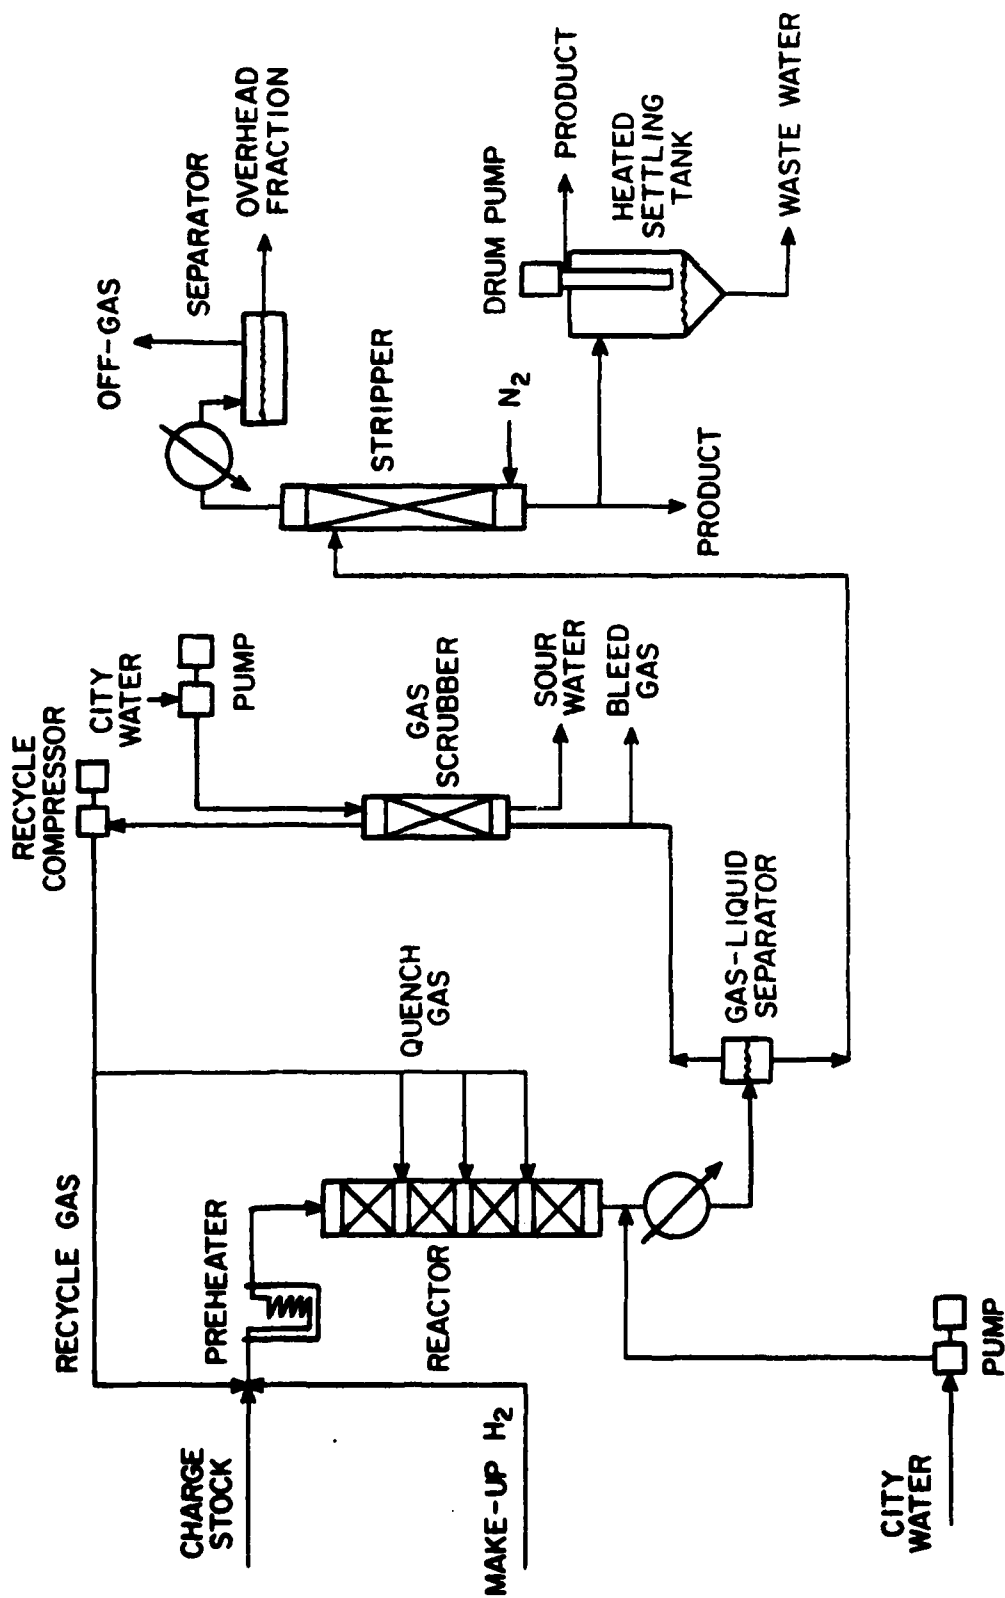 RECYCLE
COMPRESSOR
CITY
WATER
PUMP
OFF-GAS
SEPARATOR
OVERHEAD
FRACTION
RECYCLE GAS
PREHEATER
QUENCH
GAS
GAS
SCRUBBER
STRIPPER
N2
DRUM PUMP
PRODUCT
HEATED
SETTLING
TANK
CHARGE
STOCK
REACTOR
SOUR
WATER
BLEED
GAS
PRODUCT
WASTE WATER
MAKE-UP H2
GAS-LIQUID
SEPARATOR
CITY
WATER
PUMP